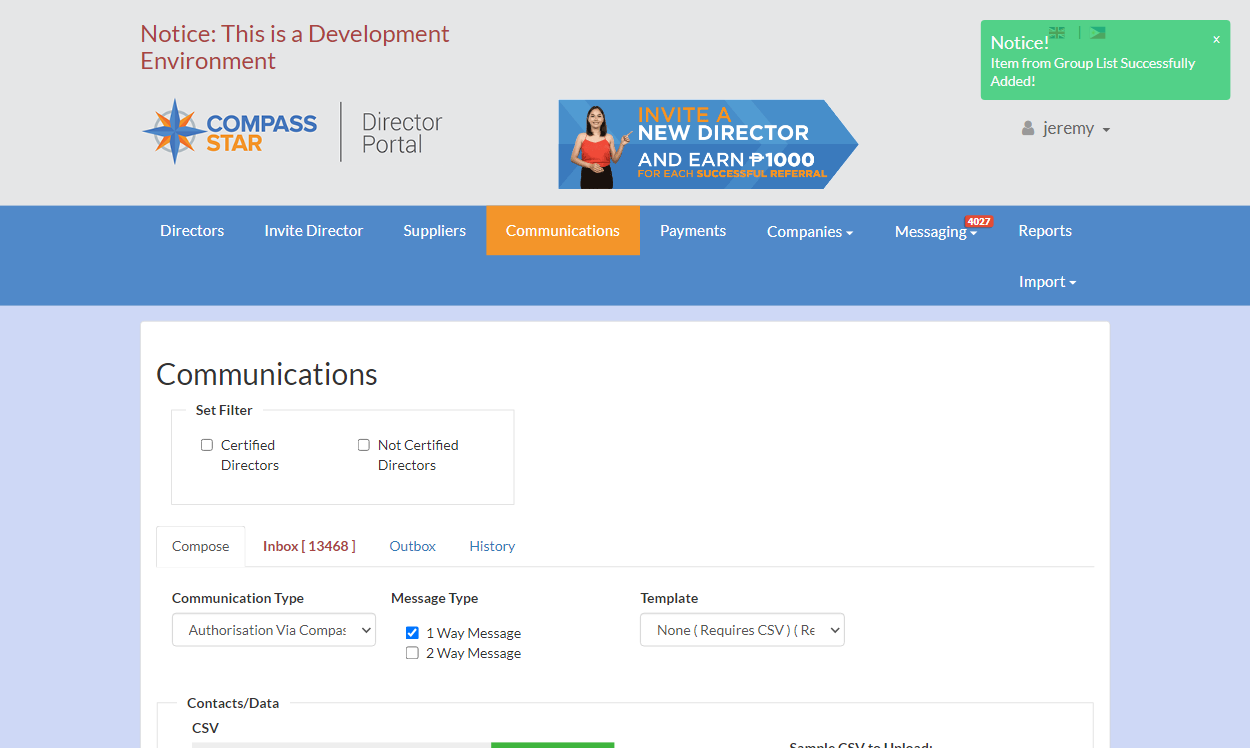 Notice: This is a Development
Environment
Notice!
x
Item from Group List Successfully
Added!
COMPASS
STAR
Director
Portal
INVITE A
NEW DIRECTOR
AND EARN ₱1000
FOR EACH SUCCESSFUL REFERRAL
jeremy
Directors
Invite Director
Suppliers
Communications
Payments
Companies
Messaging
4027
Reports
Import
Communications
Set Filter
Certified
Directors
Not Certified
Directors
Compose
Inbox [ 13468 ]
Outbox
History
Communication Type
Message Type
Template
Authorisation Via Compas
1 Way Message
2 Way Message
None ( Requires CSV ) ( Re
Contacts/Data
CSV
Sample CSV to Upload: